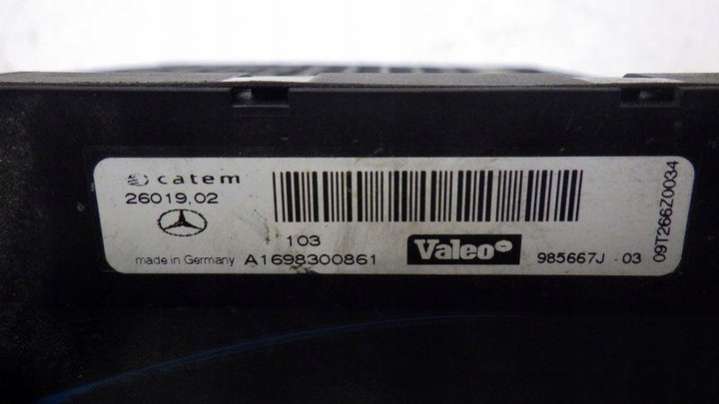 catem
26019.02
103
made in Germany A1698300861
Valeo
985667J - 03
09T266Z0034